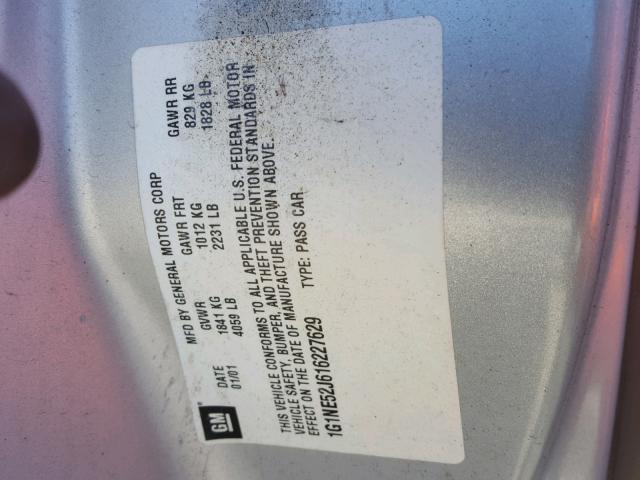 MFD BY GENERAL MOTORS CORP
DATE GVWR GAWR FRT GAWR RR
01/01 1841 KG 1012 KG 829 KG
4059 LB 2231 LB 1828 LB
GM
THIS VEHICLE CONFORMS TO ALL APPLICABLE U.S. FEDERAL MOTOR
VEHICLE SAFETY, BUMPER, AND THEFT PREVENTION STANDARDS IN
EFFECT ON THE DATE OF MANUFACTURE SHOWN ABOVE.
1G1NE52J616227629 TYPE: PASS CAR